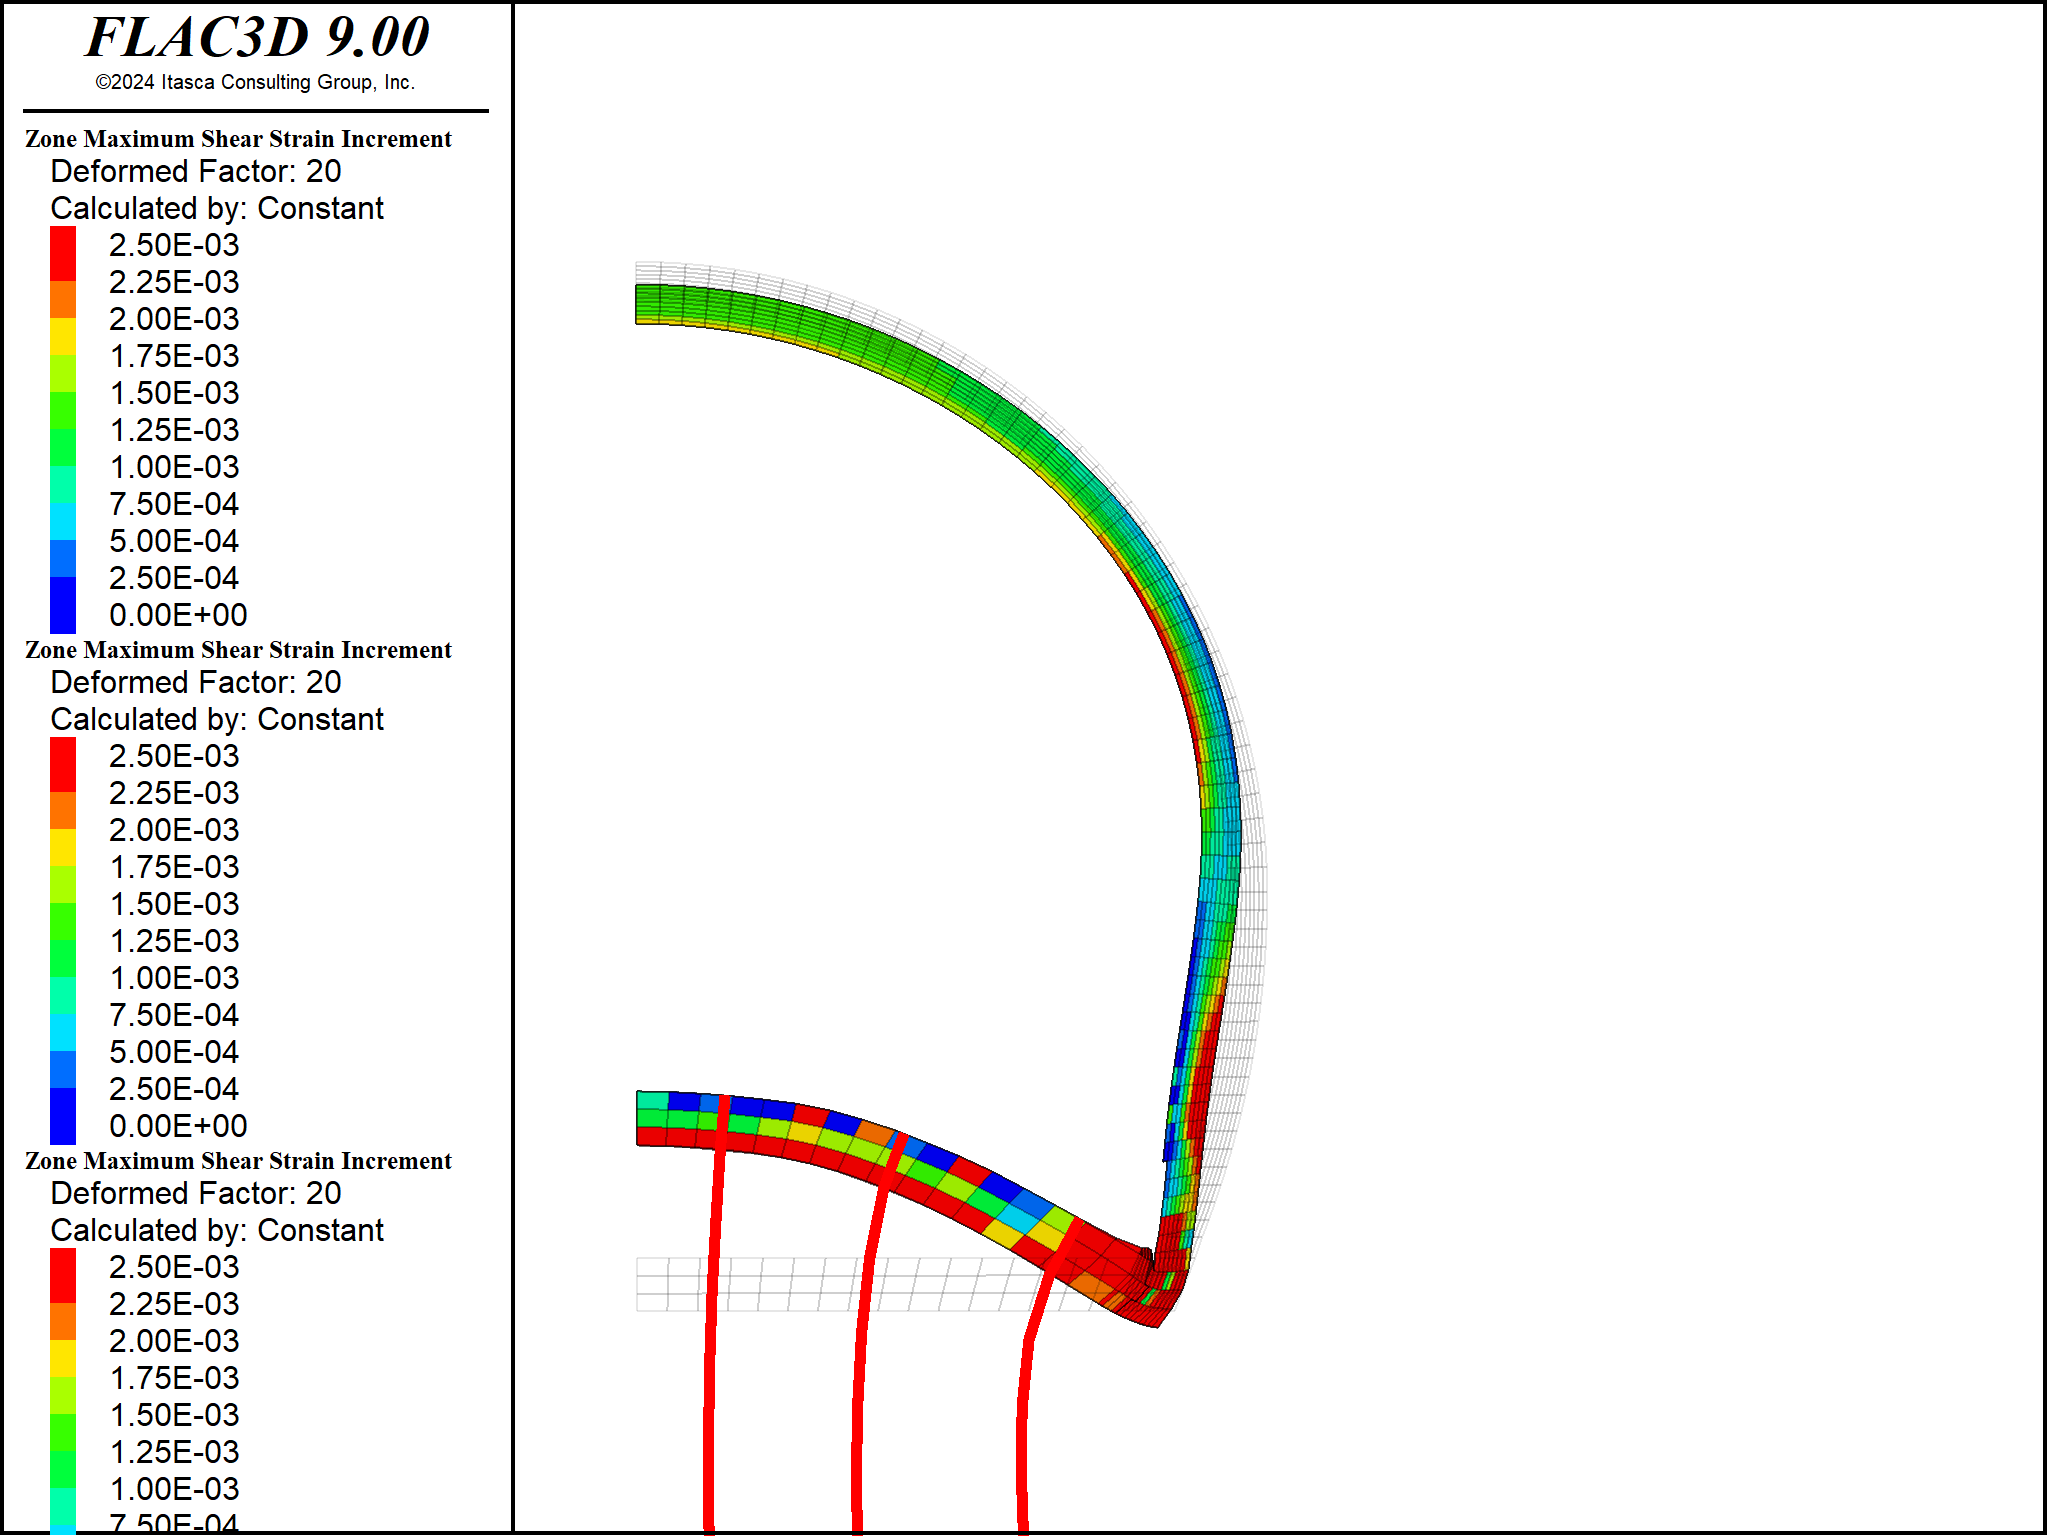 FLAC3D 9.00
©2024 Itasca Consulting Group, Inc.
Zone Maximum Shear Strain Increment
Deformed Factor: 20
Calculated by: Constant
2.50E-03
2.25E-03
2.00E-03
1.75E-03
1.50E-03
1.25E-03
1.00E-03
7.50E-04
5.00E-04
2.50E-04
0.00E+00
Zone Maximum Shear Strain Increment
Deformed Factor: 20
Calculated by: Constant
2.50E-03
2.25E-03
2.00E-03
1.75E-03
1.50E-03
1.25E-03
1.00E-03
7.50E-04
5.00E-04
2.50E-04
0.00E+00
Zone Maximum Shear Strain Increment
Deformed Factor: 20
Calculated by: Constant
2.50E-03
2.25E-03
2.00E-03
1.75E-03
1.50E-03
1.25E-03
1.00E-03
7.50E-04